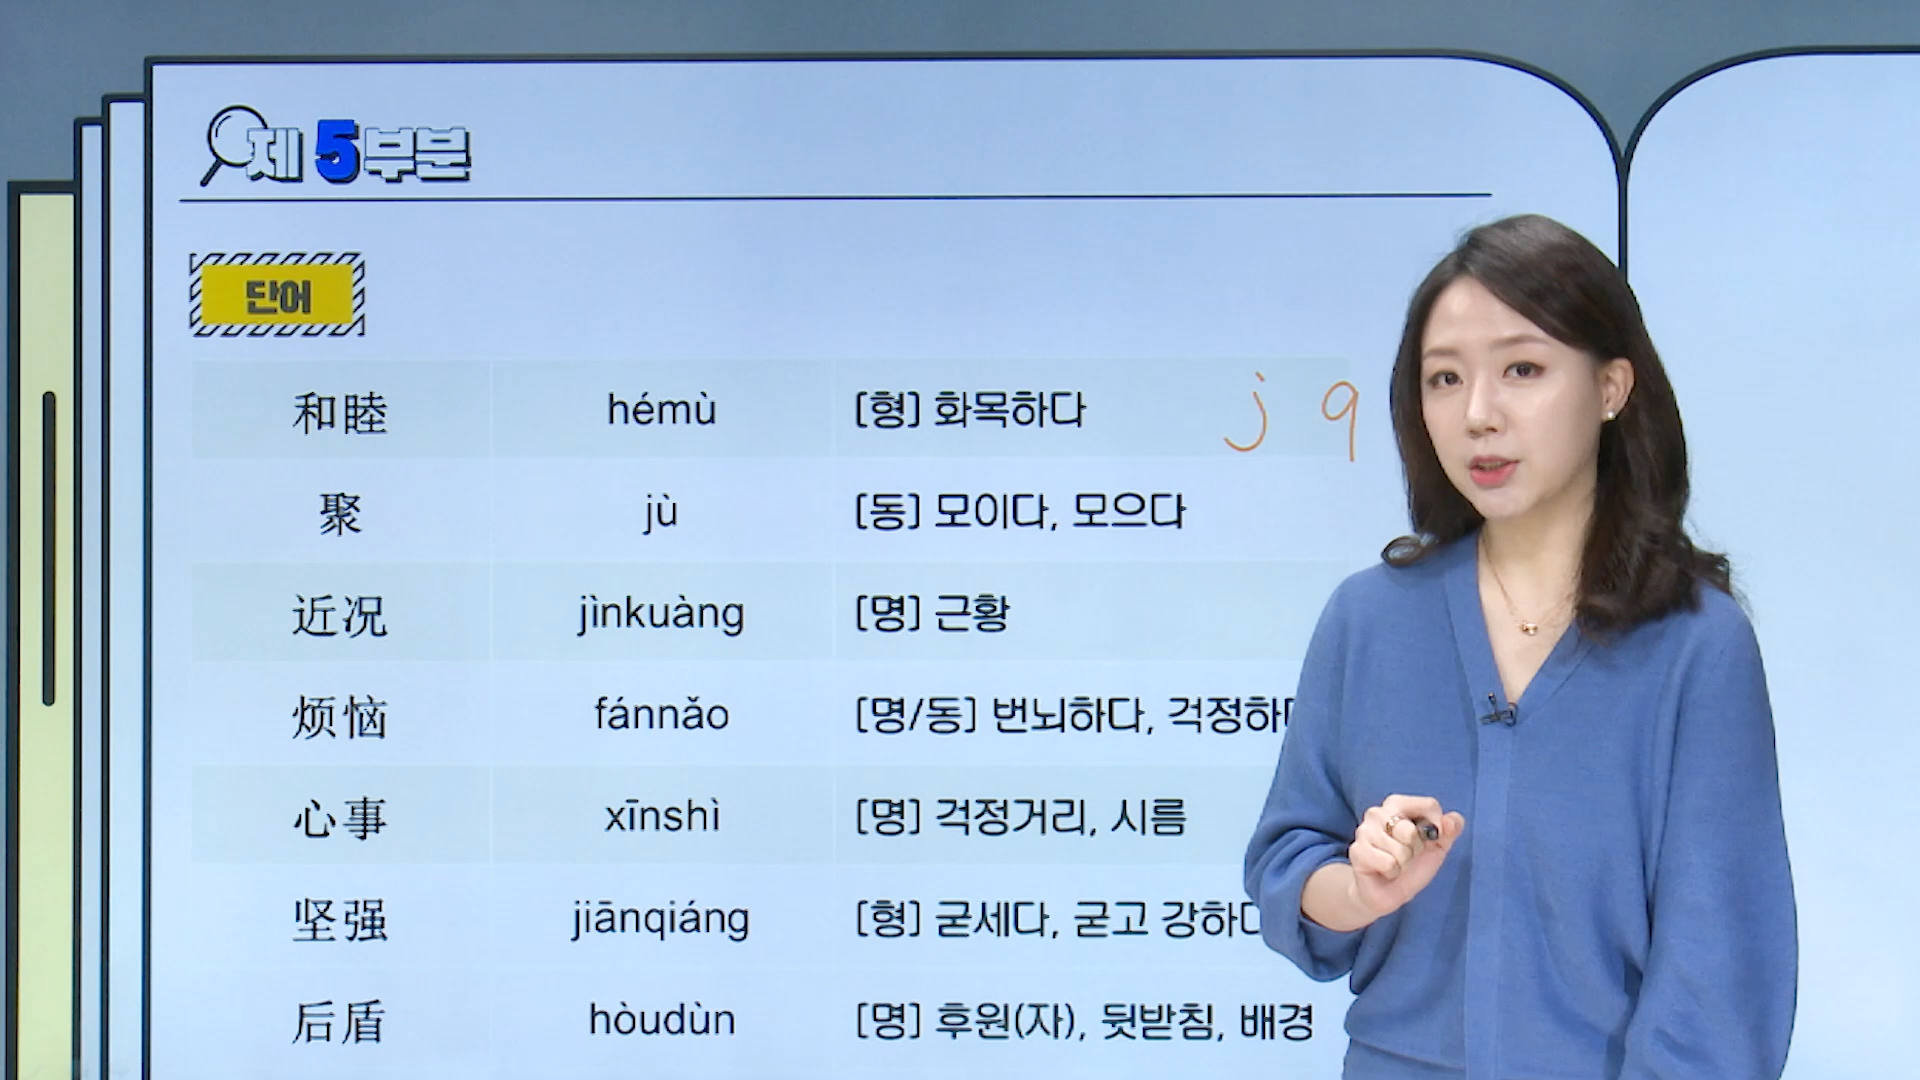 제 5부분
단어
和睦 hémù [형] 화목하다 j q
聚 jù [동] 모이다, 모으다
近况 jìnkuàng [명] 근황
烦恼 fánnǎo [명/동] 번뇌하다, 걱정하
心事 xīnshì [명] 걱정거리, 시름
坚强 jiānqiáng [형] 굳세다, 굳고 강하
后盾 hòudùn [명] 후원(자), 뒷받침, 배경